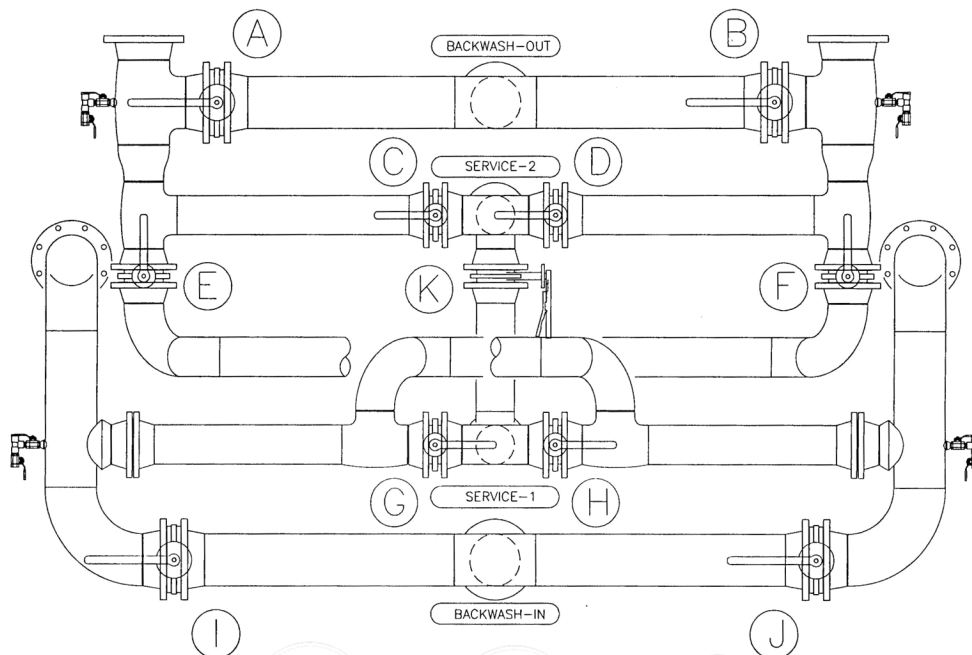 A
BACKWASH-OUT
B
C
SERVICE-2
D
E
K
F
G
SERVICE-1
H
BACKWASH-IN
I
J